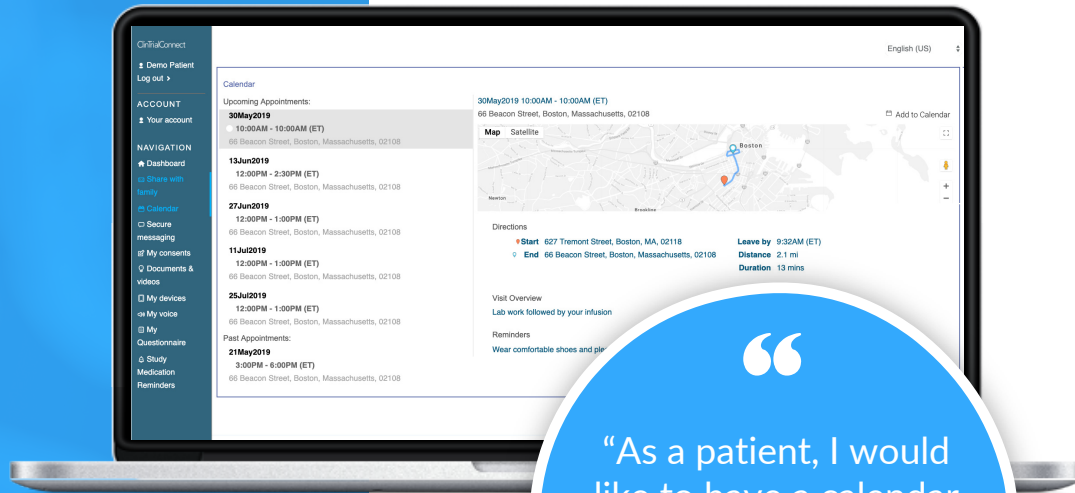 ClinTrialConnect
Demo Patient
Log out >
ACCOUNT
Your account
NAVIGATION
Dashboard
Share with
family
Calendar
Secure
messaging
My consents
Documents &
videos
My devices
My voice
My
Questionnaire
Study
Medication
Reminders
English (US)
Calendar
Upcoming Appointments:
30May2019
10:00AM - 10:00AM (ET)
66 Beacon Street, Boston, Massachusetts, 02108
13Jun2019
12:00PM - 2:30PM (ET)
66 Beacon Street, Boston, Massachusetts, 02108
27Jun2019
12:00PM - 1:00PM (ET)
66 Beacon Street, Boston, Massachusetts, 02108
11Jul2019
12:00PM - 1:00PM (ET)
66 Beacon Street, Boston, Massachusetts, 02108
25Jul2019
12:00PM - 1:00PM (ET)
66 Beacon Street, Boston, Massachusetts, 02108
Past Appointments:
21May2019
3:00PM - 6:00PM (ET)
66 Beacon Street, Boston, Massachusetts, 02108
30May2019 10:00AM - 10:00AM (ET)
66 Beacon Street, Boston, Massachusetts, 02108
Add to Calendar
Map Satellite
Boston
Newton
Brookline
+
−
Directions
Start 627 Tremont Street, Boston, MA, 02118 Leave by 9:32AM (ET)
End 66 Beacon Street, Boston, Massachusetts, 02108 Distance 2.1 mi
Duration 13 mins
Visit Overview
Lab work followed by your infusion
Reminders
Wear comfortable shoes and
“
“As a patient, I would
like to have a calendar